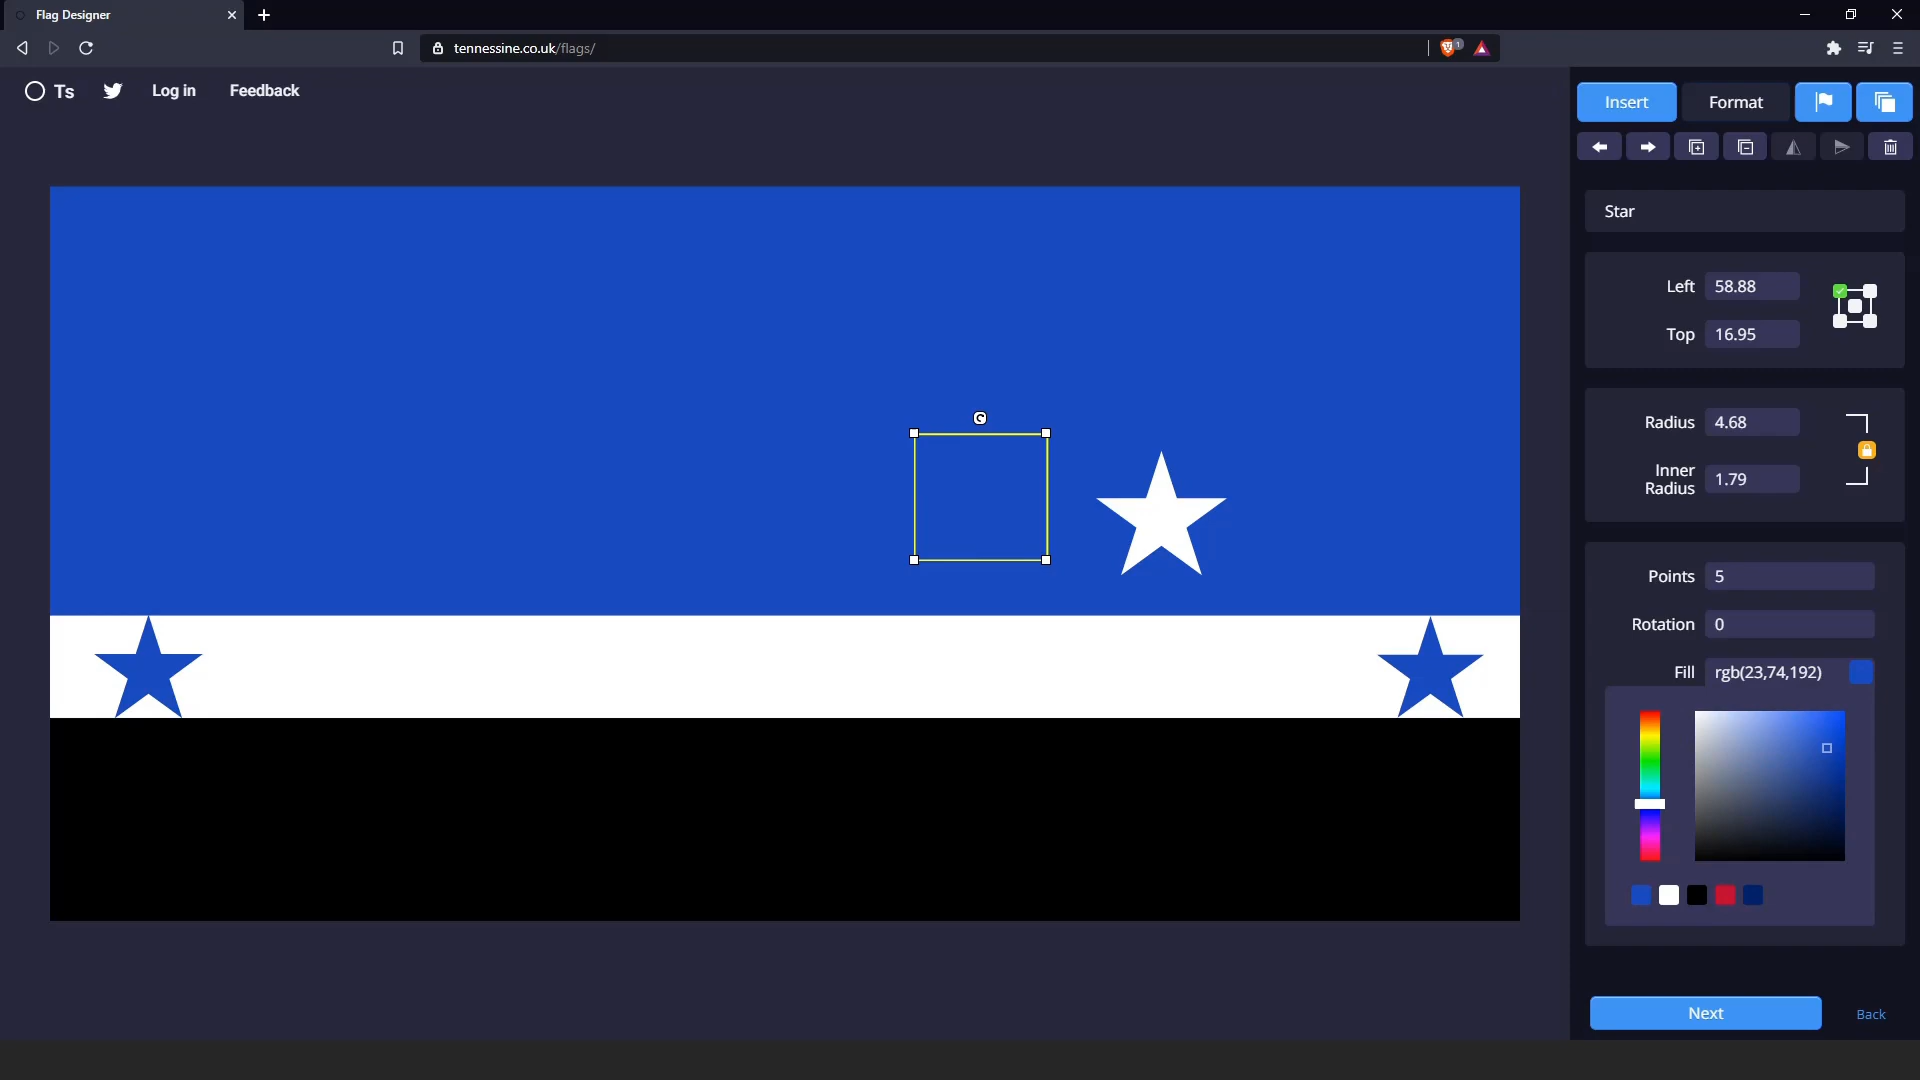 Flag Designer
tennessine.co.uk/flags/
1
Ts
Log in
Feedback
Insert
Format
Star
Left
58.88
Top
16.95
Radius
4.68
Inner
Radius
1.79
Points
5
Rotation
0
Fill
rgb(23,74,192)
Next
Back